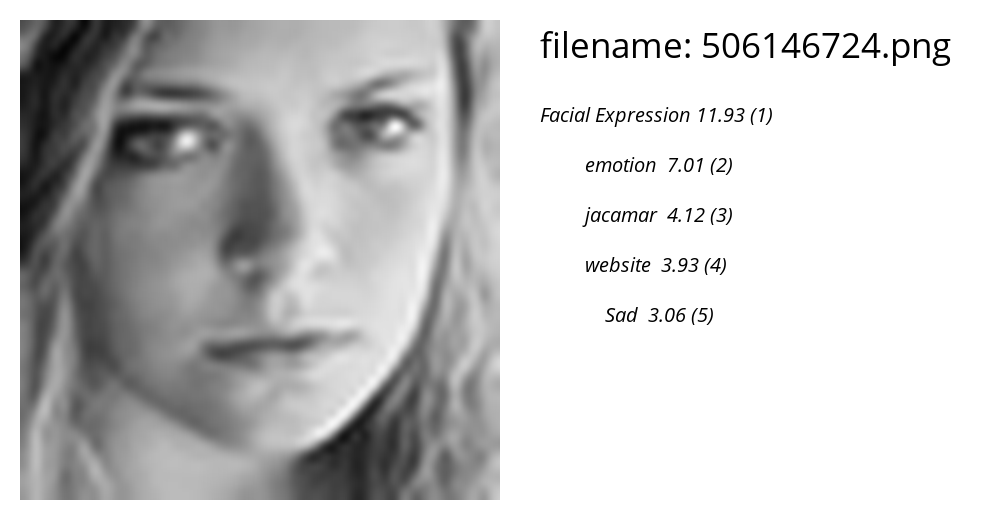 filename: 506146724.png
Facial Expression 11.93 (1)
emotion 7.01 (2)
jacamar 4.12 (3)
website 3.93 (4)
Sad 3.06 (5)